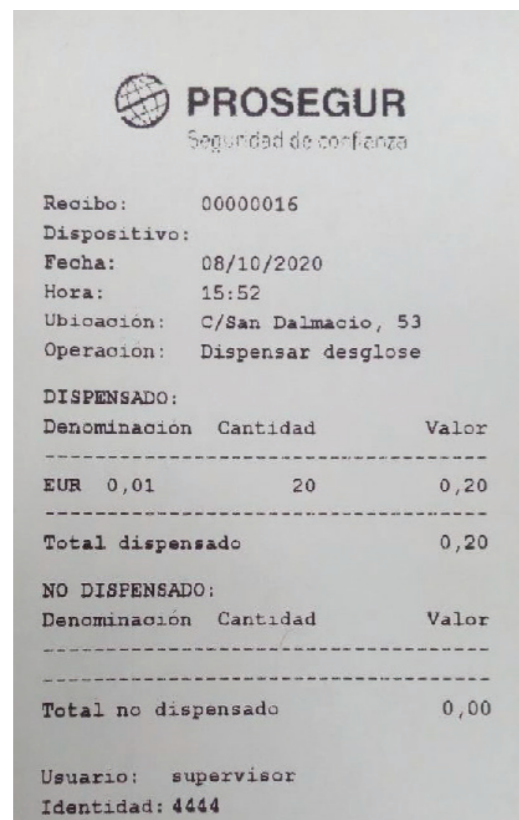 PROSEGUR
Seguridad de confianza
Recibo: 00000016
Dispositivo:
Fecha: 08/10/2020
Hora: 15:52
Ubicación: C/San Dalmacio, 53
Operación: Dispensar desglose
DISPENSADO:
Denominación Cantidad Valor
EUR 0,01 20 0,20
Total dispensado 0,20
NO DISPENSADO:
Denominación Cantidad Valor
Total no dispensado 0,00
Usuario: supervisor
Identidad: 4444